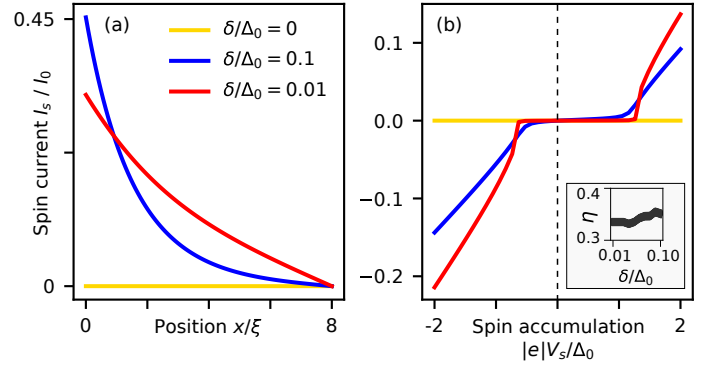 0.45
(a)
δ/Δ₀ = 0
δ/Δ₀ = 0.1
δ/Δ₀ = 0.01
Spin current Iₛ / I₀
0
0
Position x/ξ
8
(b)
0.1
0.0
−0.1
−0.2
0.4
η
0.3
0.01
0.10
δ/Δ₀
-2
Spin accumulation
2
|e|Vₛ/Δ₀